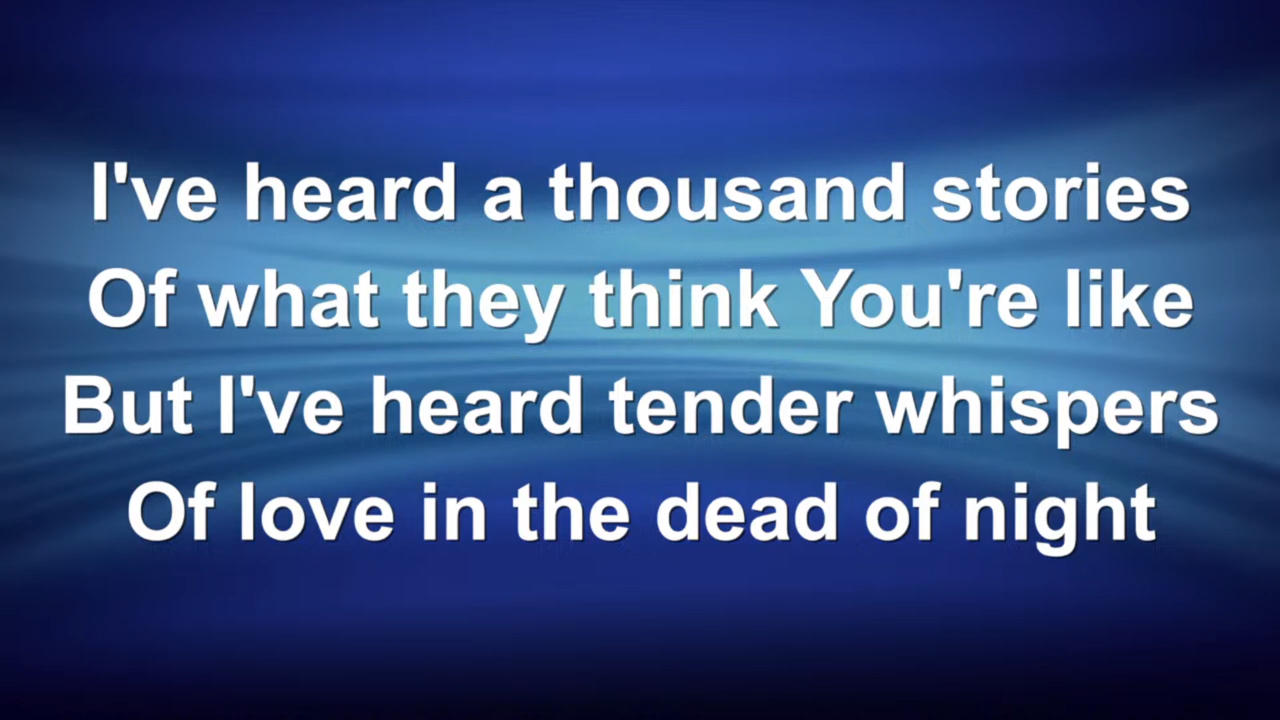 I've heard a thousand stories
Of what they think You're like
But I've heard tender whispers
Of love in the dead of night